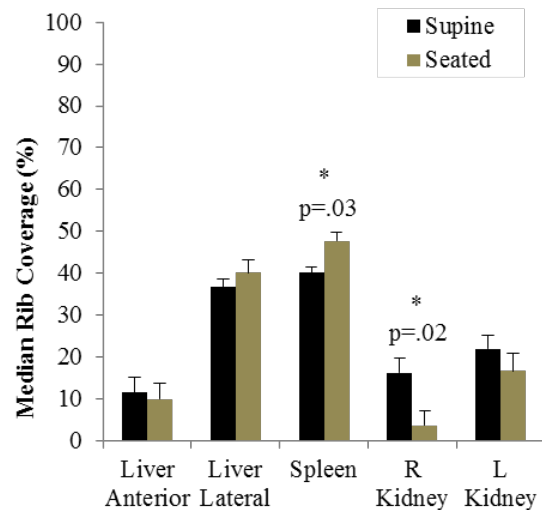 Median Rib Coverage (%)
100
90
80
70
60
50
40
30
20
10
0
Supine
Seated
*
p=.03
*
p=.02
Liver
Anterior
Liver
Lateral
Spleen
R
Kidney
L
Kidney